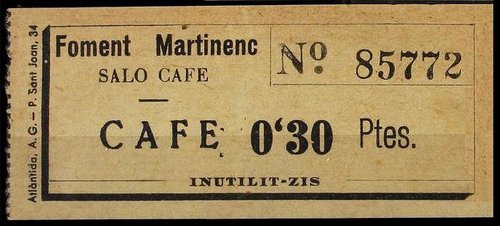 Foment Martinenc
SALO CAFE
Nº 85772
CAFE 0'30 Ptes.
INUTILIT-ZIS
Atlàntida, A. G. - P. Sant Joan, 34